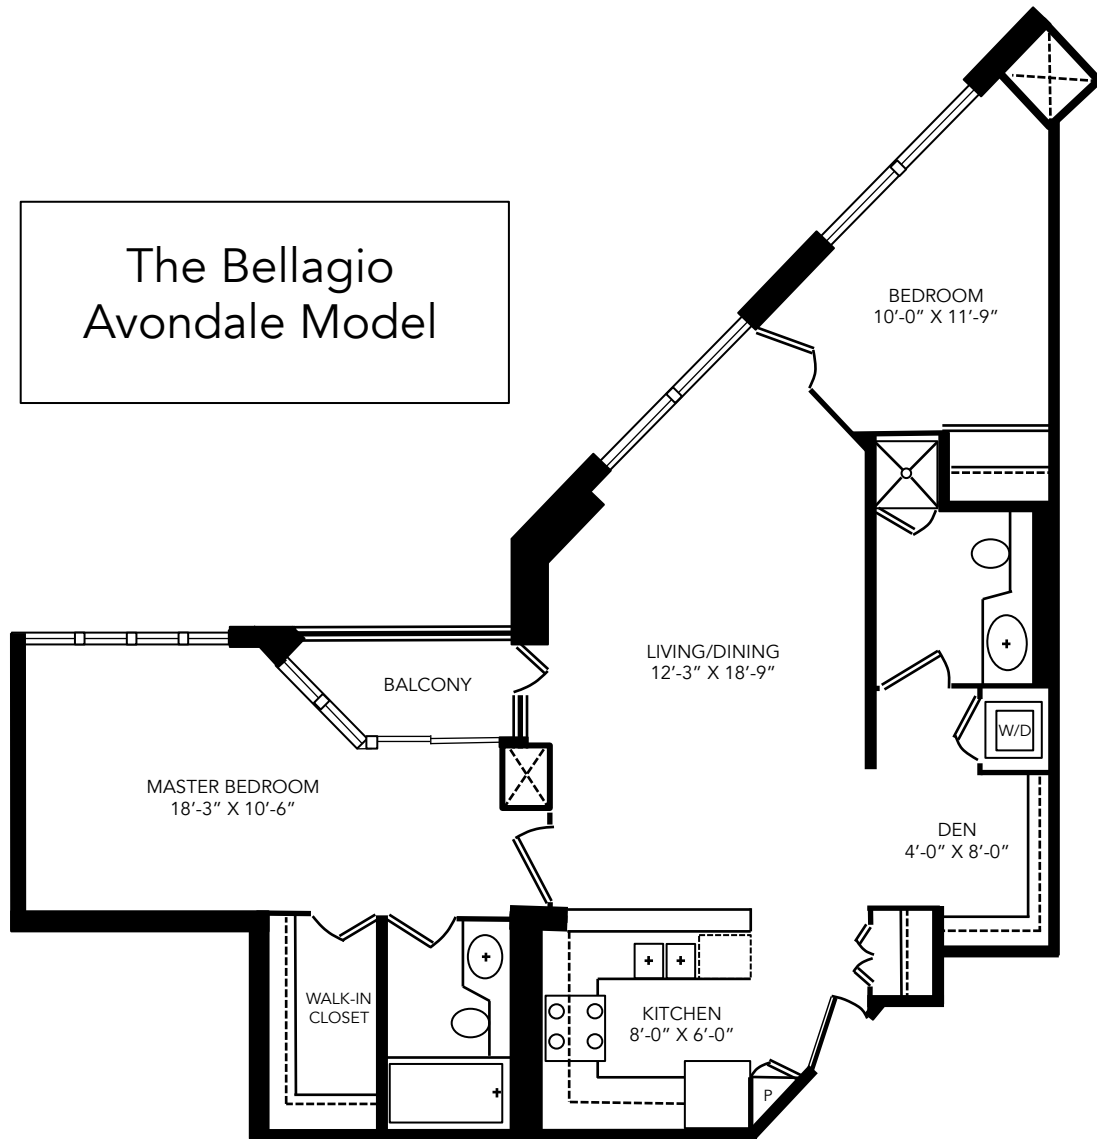 The Bellagio
Avondale Model
BEDROOM
10’-0” X 11’-9”
LIVING/DINING
12’-3” X 18’-9”
BALCONY
W/D
MASTER BEDROOM
18’-3” X 10’-6”
DEN
4’-0” X 8’-0”
WALK-IN
CLOSET
KITCHEN
8’-0” X 6’-0”
P